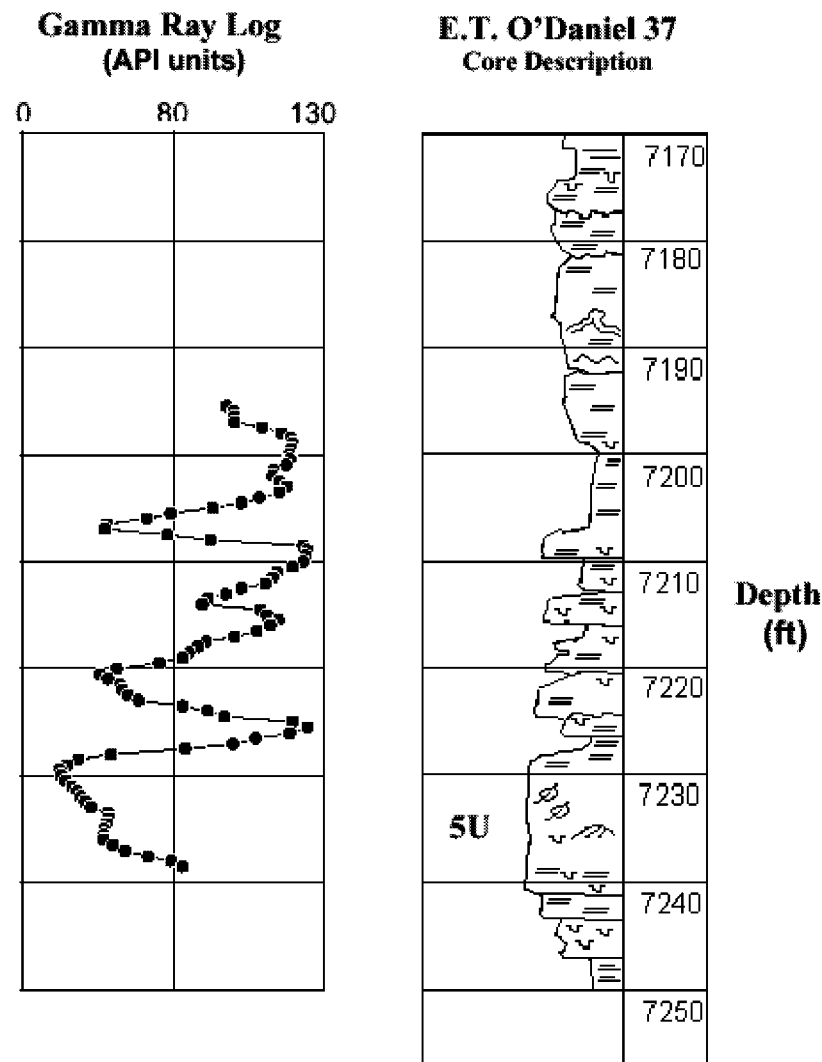 Gamma Ray Log
(API units)
0 80 130
E.T. O'Daniel 37
Core Description
7170
7180
7190
7200
7210
7220
7230
7240
7250
5U
Depth
(ft)